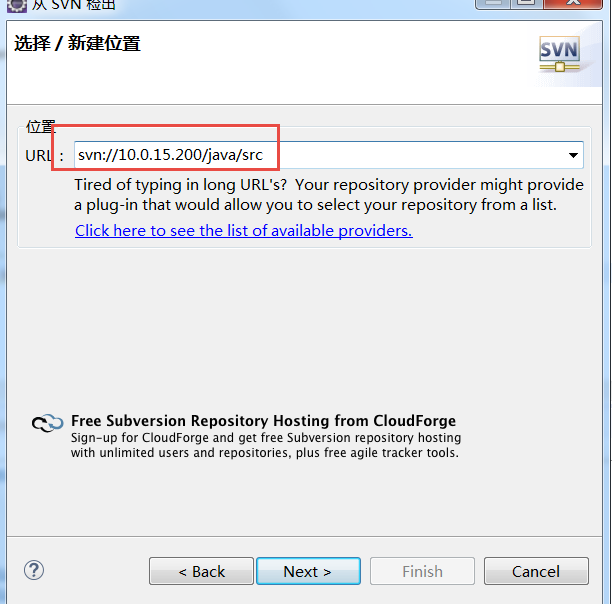 从 SVN 检出
选择 / 新建位置
SVN
位置
URL :
svn://10.0.15.200/java/src
Tired of typing in long URL's?  Your repository provider might provide
a plug-in that would allow you to select your repository from a list.
Click here to see the list of available providers.
Free Subversion Repository Hosting from CloudForge
Sign-up for CloudForge and get free Subversion repository hosting
with unlimited users and repositories, plus free agile tracker tools.
?
< Back
Next >
Finish
Cancel